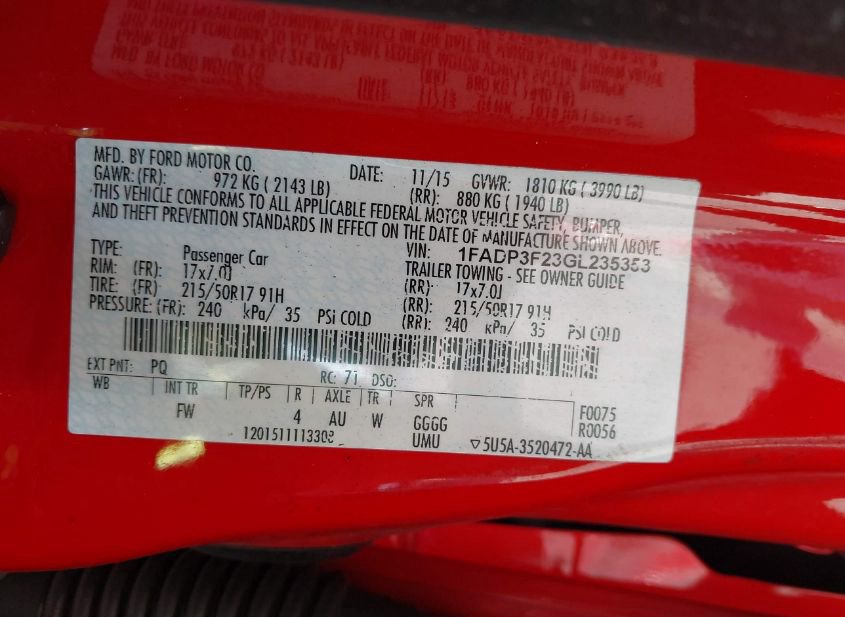 MFD. BY FORD MOTOR CO. DATE: 11/15 GVWR: 1810 KG ( 3990 LB)
GAWR: (FR): 972 KG ( 2143 LB) (RR): 880 KG ( 1940 LB)
THIS VEHICLE CONFORMS TO ALL APPLICABLE FEDERAL MOTOR VEHICLE SAFETY, BUMPER,
AND THEFT PREVENTION STANDARDS IN EFFECT ON THE DATE OF MANUFACTURE SHOWN ABOVE.
VIN: 1FADP3F23GL235353
TYPE: Passenger Car TRAILER TOWING - SEE OWNER GUIDE
RIM: (FR): 17x7.0J (RR): 17x7.0J
TIRE: (FR): 215/50R17 91H (RR): 215/50R17 91H
PRESSURE: (FR): 240 kPa/ 35 PSi COLD (RR): 240 kPa/ 35 PSi COLD
EXT PNT: PQ RC: 71 DSO:
WB INT TR TP/PS R AXLE TR SPR F0075
FW 4 AU W GGGG R0056
UMU
1201511113302 ▽5U5A-3520472-AA